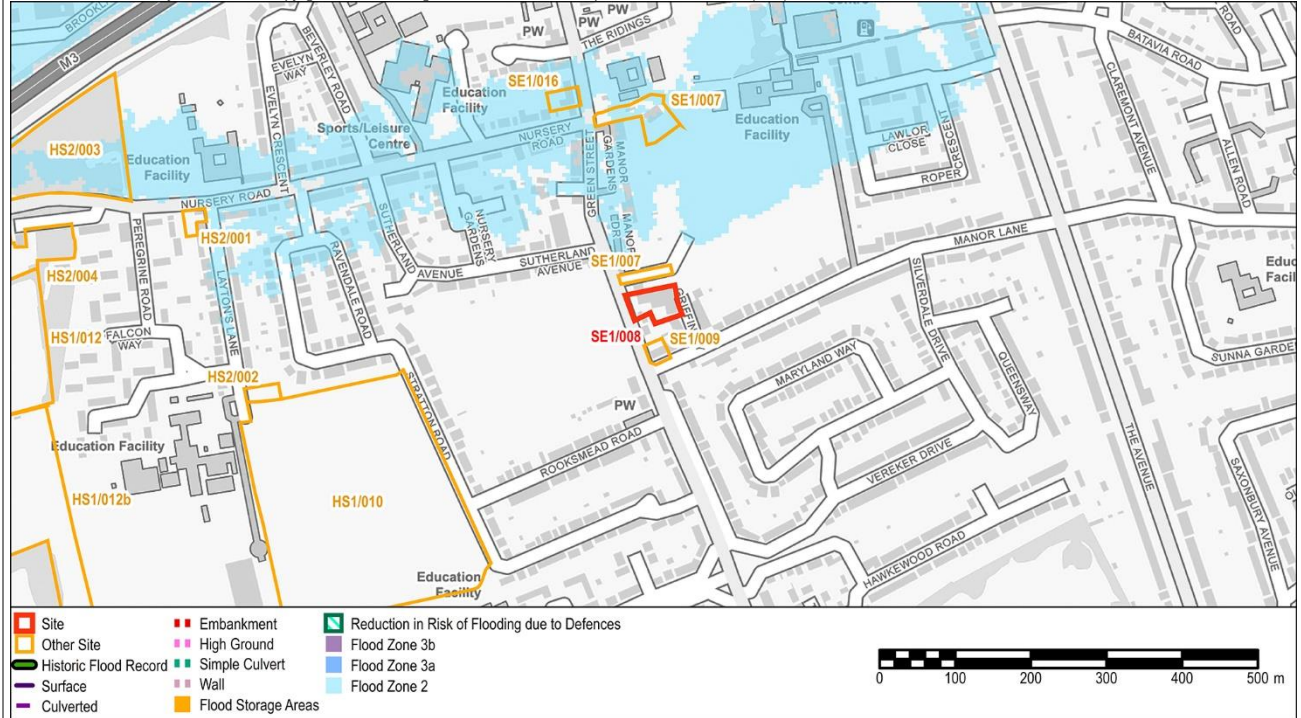 PW
PW
THE RIDINGS
BATAVIA ROAD
ROAD
M3
EVELYN WAY
BEVERLEY ROAD
EVELYN CRESCENT
Education
Facility
SE1/016
SE1/007
Sports/Leisure
Centre
NURSERY
ROAD
GREEN STREET
MANOR GARDENS
Education
Facility
LAWLOR
CLOSE
CRESCENT
ROPER
CLAREMONT AVENUE
ALLEN ROAD
HS2/003
Education
Facility
NURSERY ROAD
HS2/001
HS2/004
PEREGRINE ROAD
LAYTON'S LANE
RAVENDALE ROAD
SUTHERLAND
AVENUE
NURSERY
GARDENS
SUTHERLAND
AVENUE
MANOR LANE
SE1/007
SE1/008
SE1/009
SILVERDALE DRIVE
HS1/012
FALCON
WAY
HS2/002
STRATTON ROAD
MARYLAND WAY
QUEENSWAY
SUNNA GARDE
Education Facility
PW
ROOKSMEAD ROAD
VEREKER DRIVE
THE AVENUE
SAXONBURY AVENUE
HS1/012b
HS1/010
HAWKEWOOD ROAD
Education
Facility
Site
Other Site
Historic Flood Record
Surface
Culverted
Embankment
High Ground
Simple Culvert
Wall
Flood Storage Areas
Reduction in Risk of Flooding due to Defences
Flood Zone 3b
Flood Zone 3a
Flood Zone 2
0 100 200 300 400 500 m